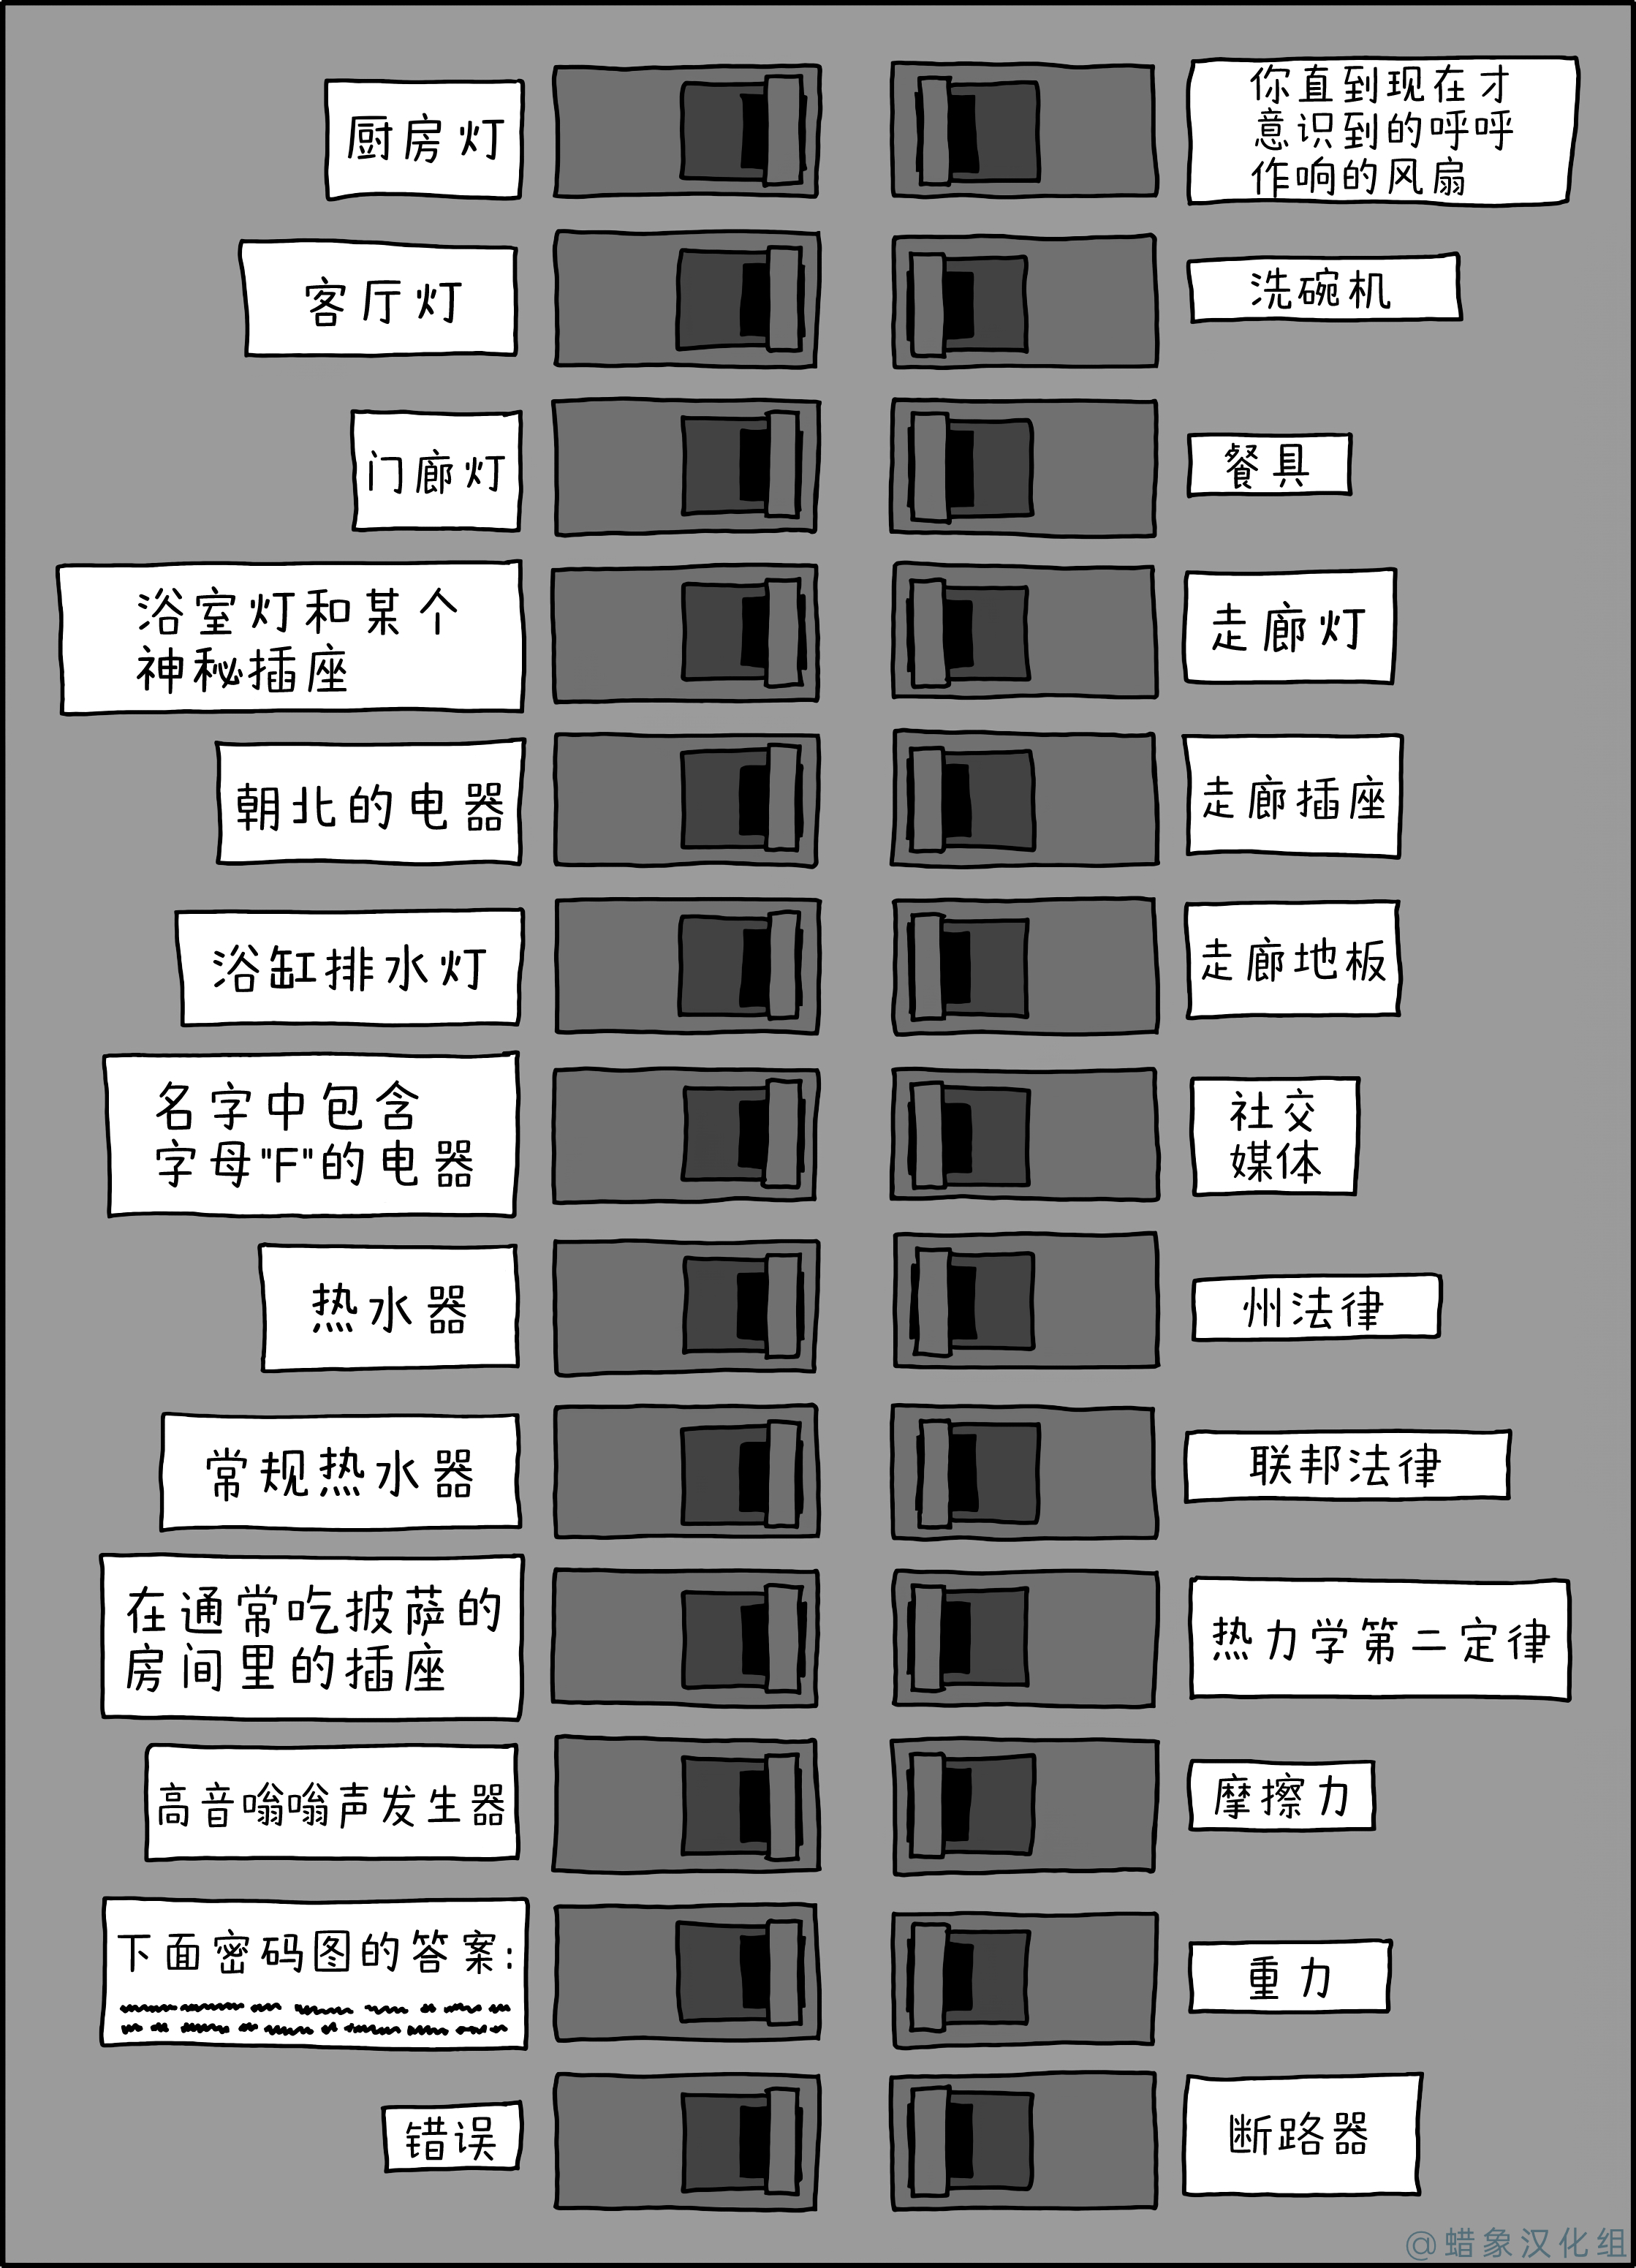 厨房灯
你直到现在才
意识到的呼呼
作响的风扇
客厅灯
洗碗机
门廊灯
餐具
浴室灯和某个
神秘插座
走廊灯
朝北的电器
走廊插座
浴缸排水灯
走廊地板
名字中包含
字母"F"的电器
社交
媒体
热水器
州法律
常规热水器
联邦法律
在通常吃披萨的
房间里的插座
热力学第二定律
高音嗡嗡声发生器
摩擦力
下面密码图的答案:
重力
错误
断路器
@蜡象汉化组